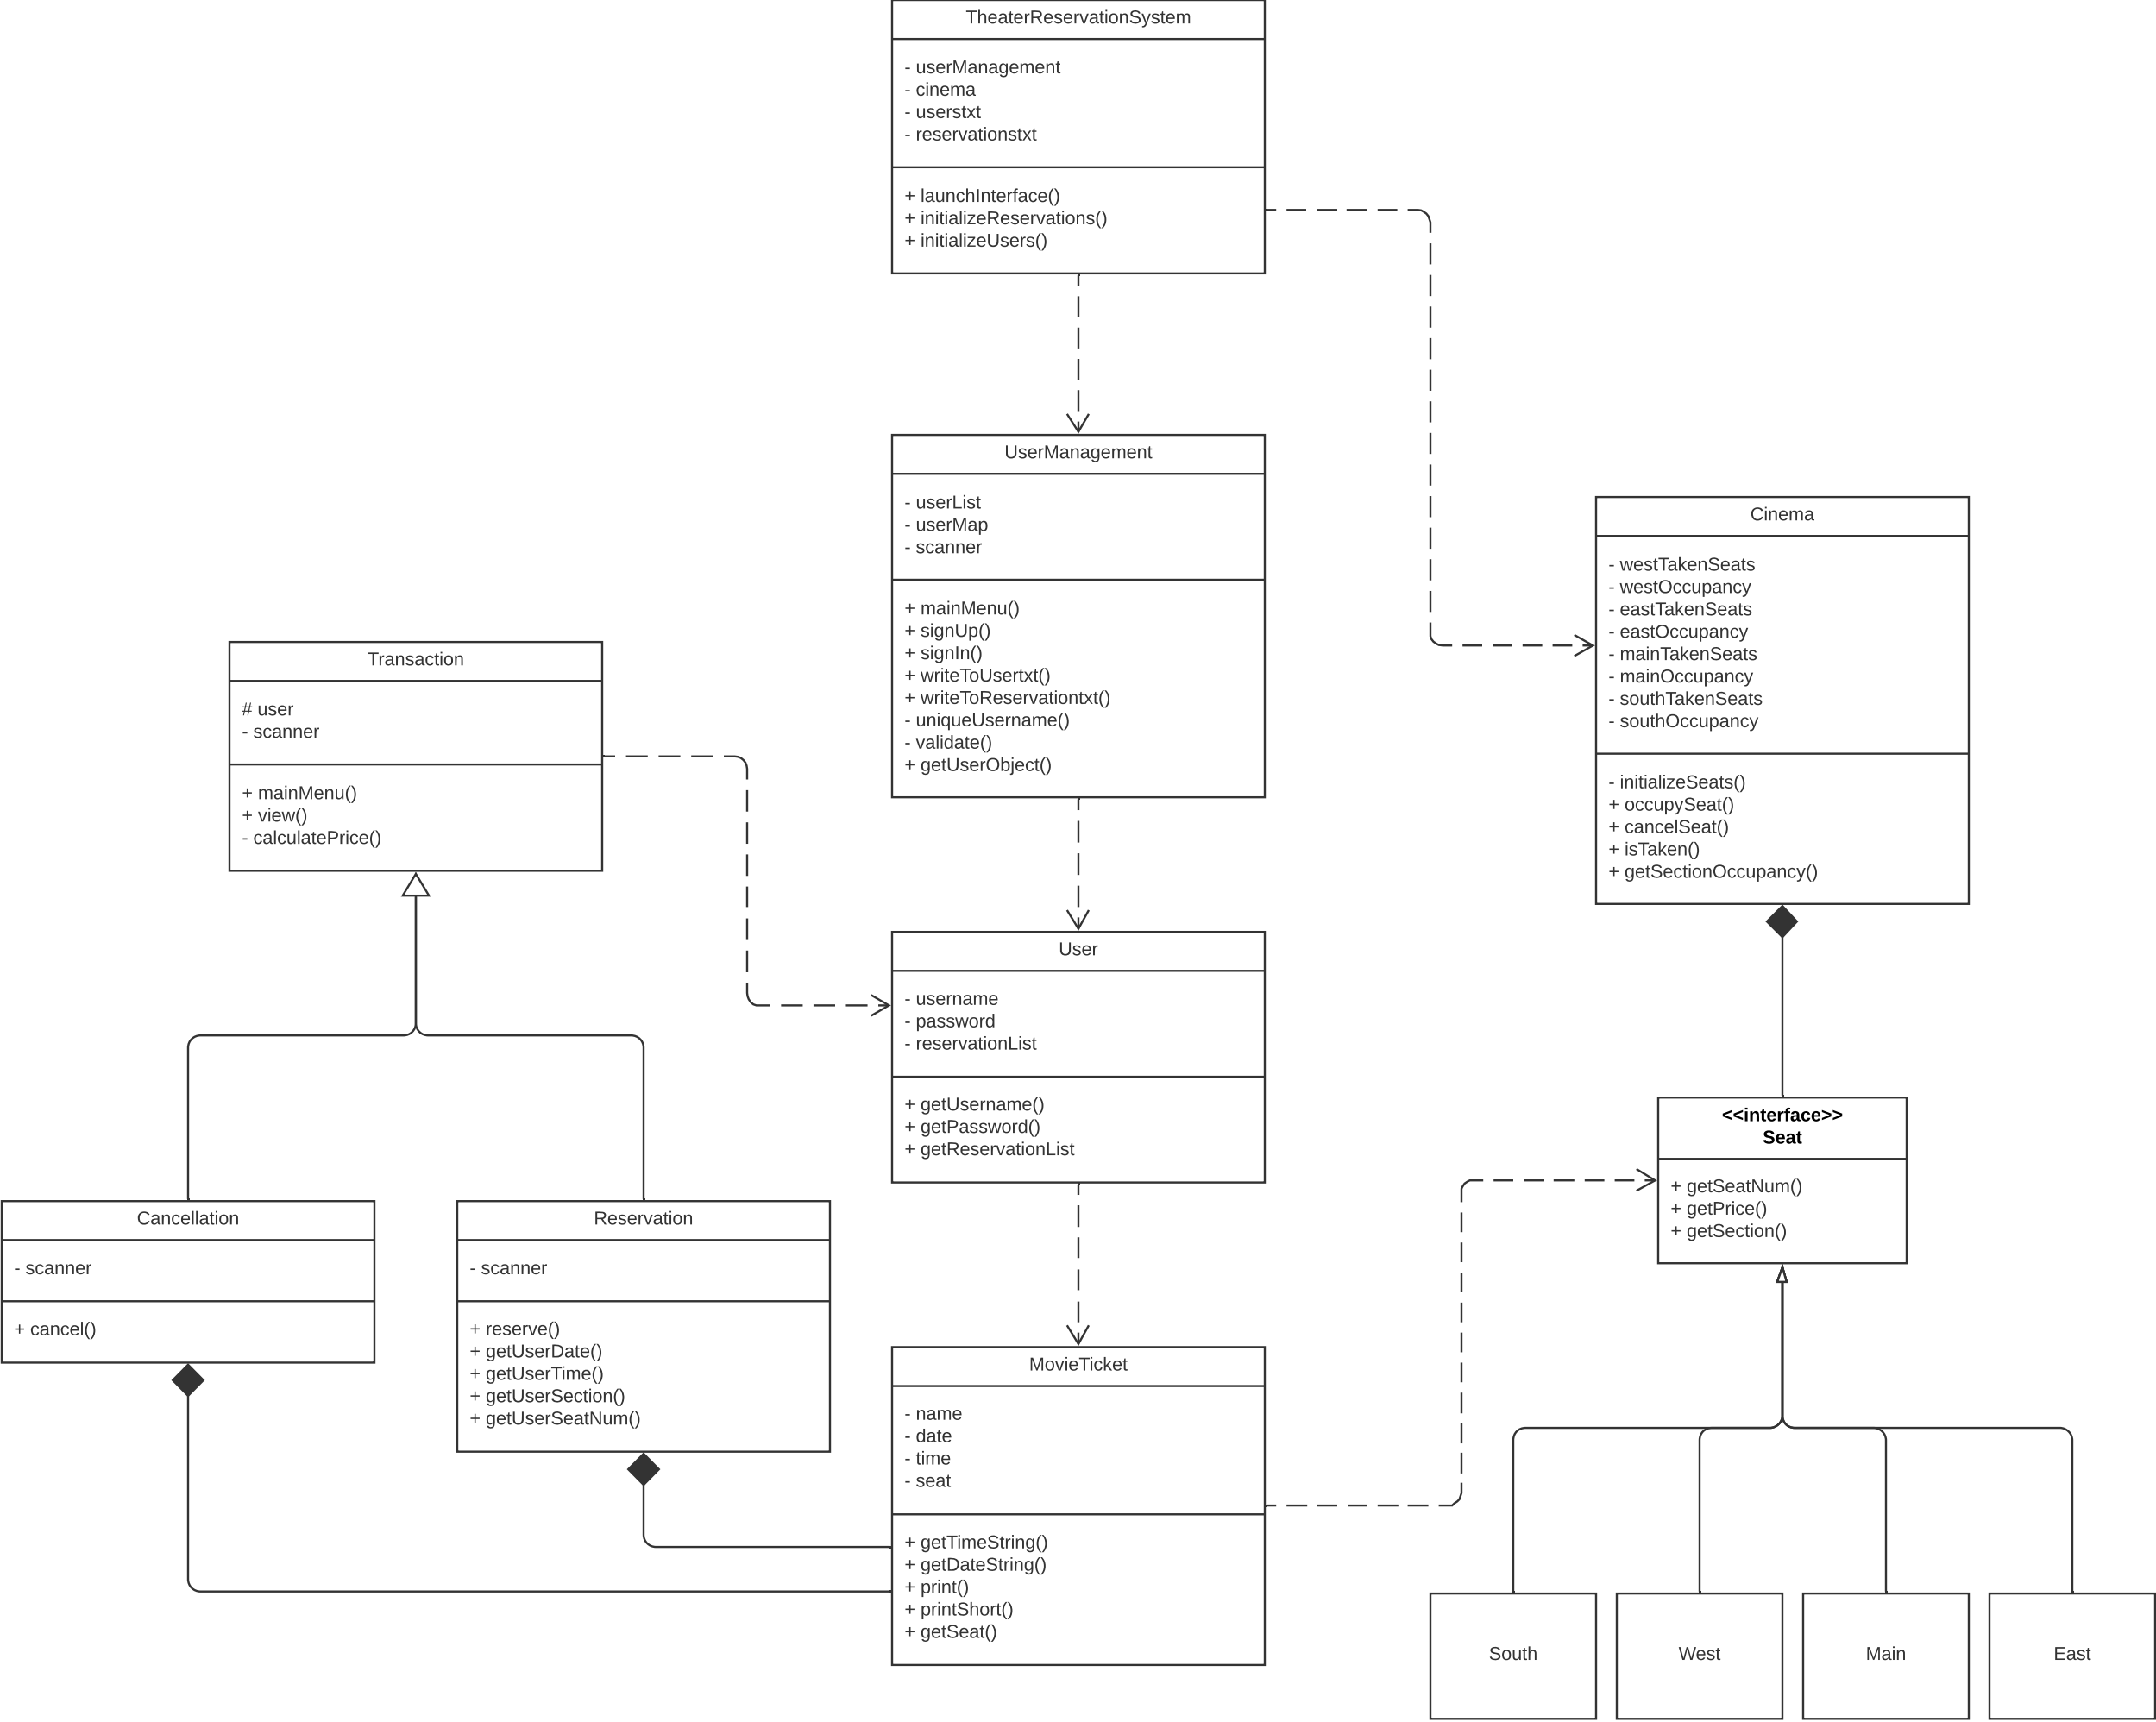 TheaterReservationSystem
- userManagement
- cinema
- userstxt
- reservationstxt
+ launchInterface()
+ initializeReservations()
+ initializeUsers()
UserManagement
- userList
- userMap
- scanner
+ mainMenu()
+ signUp()
+ signIn()
+ writeToUsertxt()
+ writeToReservationtxt()
- uniqueUsername()
- validate()
+ getUserObject()
Cinema
- westTakenSeats
- westOccupancy
- eastTakenSeats
- eastOccupancy
- mainTakenSeats
- mainOccupancy
- southTakenSeats
- southOccupancy
- initializeSeats()
+ occupySeat()
+ cancelSeat()
+ isTaken()
+ getSectionOccupancy()
Transaction
# user
- scanner
+ mainMenu()
+ view()
- calculatePrice()
User
- username
- password
- reservationList
+ getUsername()
+ getPassword()
+ getReservationList
<<interface>>
Seat
+ getSeatNum()
+ getPrice()
+ getSection()
Cancellation
- scanner
+ cancel()
Reservation
- scanner
+ reserve()
+ getUserDate()
+ getUserTime()
+ getUserSection()
+ getUserSeatNum()
MovieTicket
- name
- date
- time
- seat
+ getTimeString()
+ getDateString()
+ print()
+ printShort()
+ getSeat()
South
West
Main
East